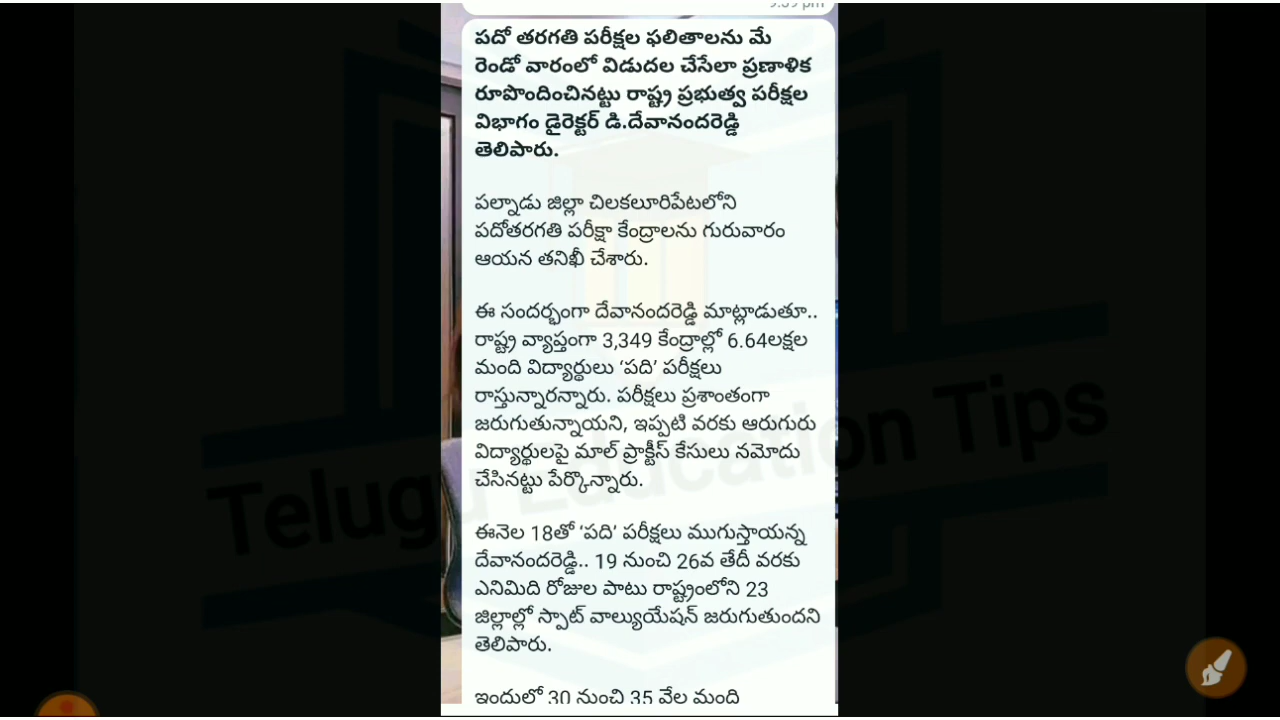 9:39 pm
పదో తరగతి పరీక్షల ఫలితాలను మే
రెండో వారంలో విడుదల చేసేలా ప్రణాళిక
రూపొందించినట్టు రాష్ట్ర ప్రభుత్వ పరీక్షల
విభాగం డైరెక్టర్ డి.దేవానందరెడ్డి
తెలిపారు.
పల్నాడు జిల్లా చిలకలూరిపేటలోని
పదోతరగతి పరీక్షా కేంద్రాలను గురువారం
ఆయన తనిఖీ చేశారు.
ఈ సందర్భంగా దేవానందరెడ్డి మాట్లాడుతూ..
రాష్ట్ర వ్యాప్తంగా 3,349 కేంద్రాల్లో 6.64లక్షల
మంది విద్యార్థులు ‘పది’ పరీక్షలు
రాస్తున్నారన్నారు. పరీక్షలు ప్రశాంతంగా
జరుగుతున్నాయని, ఇప్పటి వరకు ఆరుగురు
విద్యార్థులపై మాల్ ప్రాక్టీస్ కేసులు నమోదు
చేసినట్టు పేర్కొన్నారు.
ఈనెల 18తో ‘పది’ పరీక్షలు ముగుస్తాయన్న
దేవానందరెడ్డి.. 19 నుంచి 26వ తేదీ వరకు
ఎనిమిది రోజుల పాటు రాష్ట్రంలోని 23
జిల్లాల్లో స్పాట్ వాల్యుయేషన్ జరుగుతుందని
తెలిపారు.
ఇందులో 30 నుంచి 35 వేల మంది
Telugu Education Tips